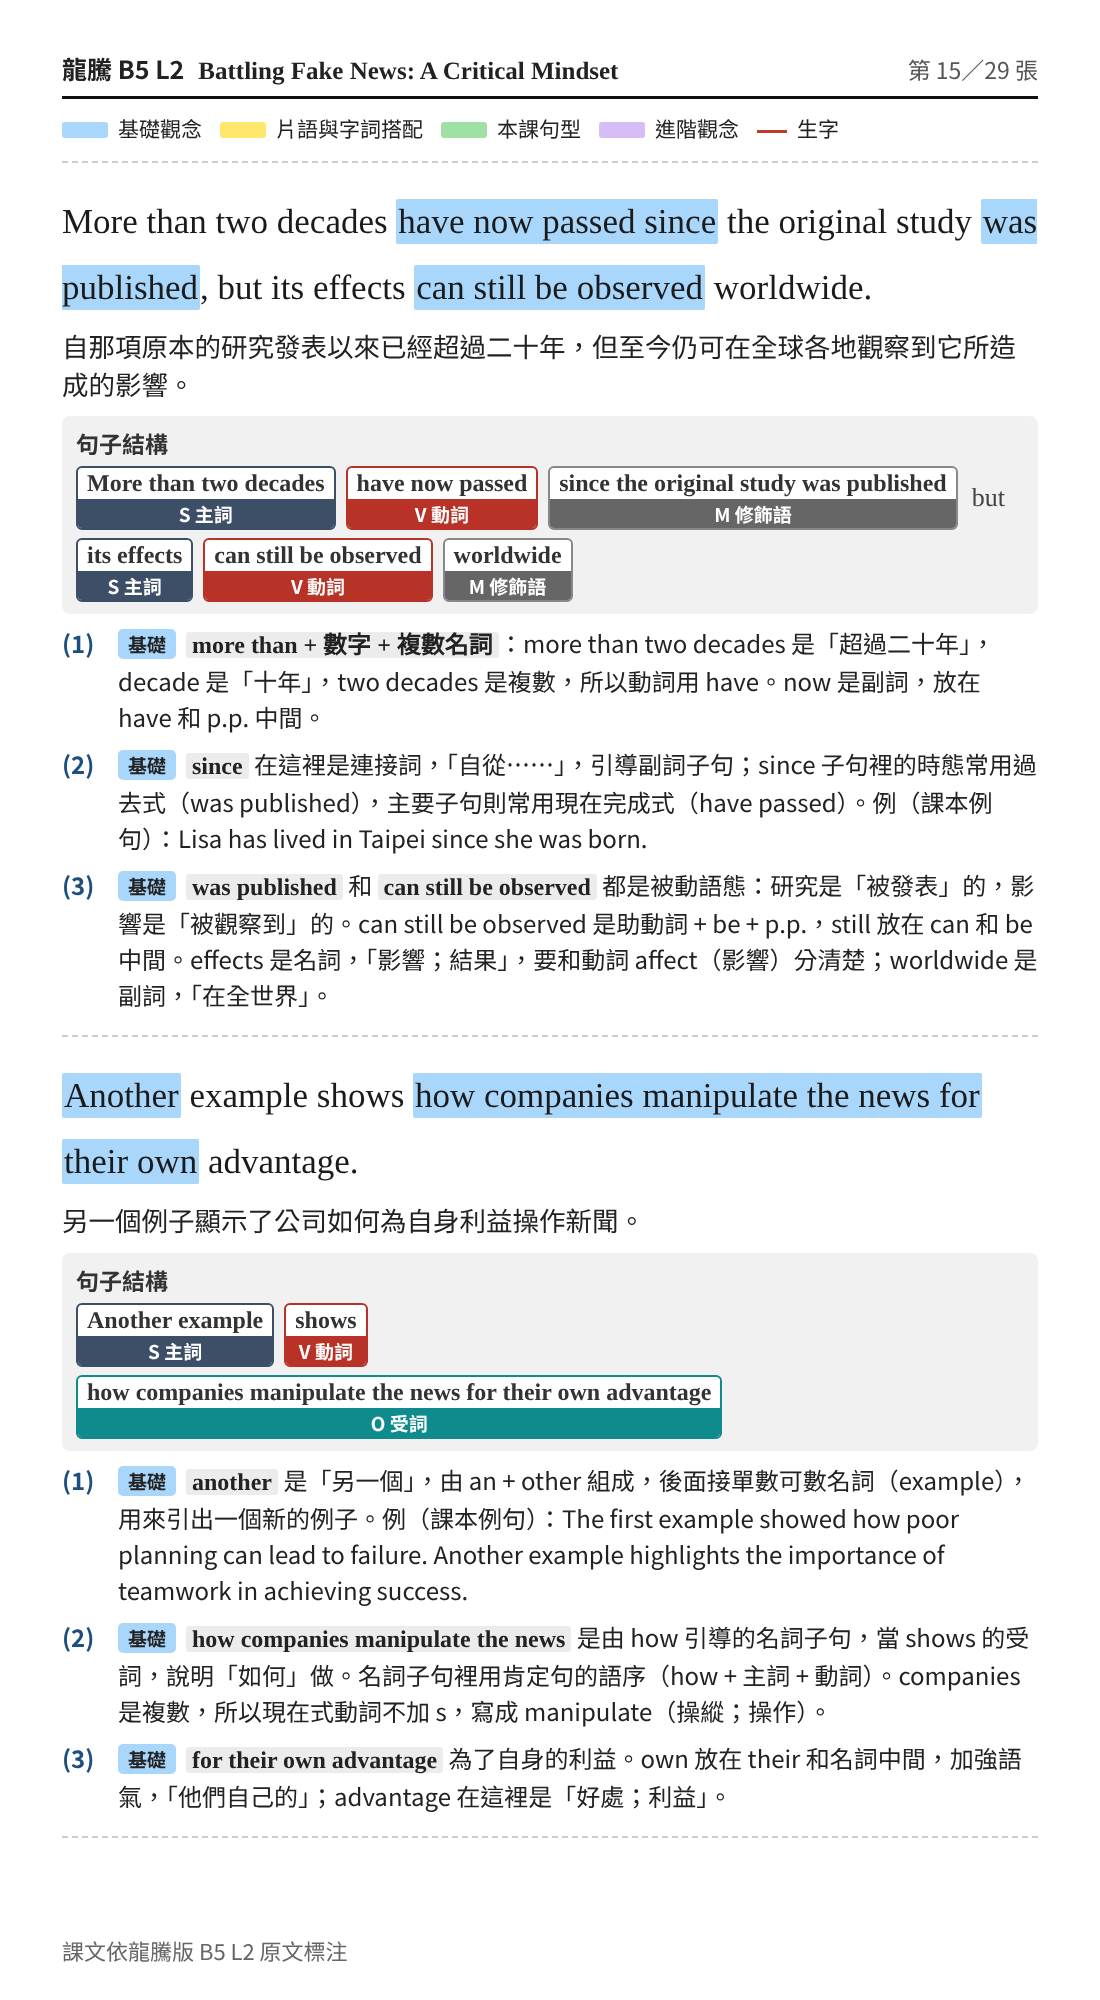 龍騰 B5 L2 Battling Fake News: A Critical Mindset 第 15／29 張
基礎觀念 片語與字詞搭配 本課句型 進階觀念 生字
More than two decades have now passed since the original study was
published, but its effects can still be observed worldwide.
自那項原本的研究發表以來已經超過二十年，但至今仍可在全球各地觀察到它所造
成的影響。
句子結構
More than two decades have now passed since the original study was published but
S 主詞 V 動詞 M 修飾語
its effects can still be observed worldwide
S 主詞 V 動詞 M 修飾語
(1) 基礎 more than + 數字 + 複數名詞：more than two decades 是「超過二十年」，
decade 是「十年」，two decades 是複數，所以動詞用 have。now 是副詞，放在
have 和 p.p. 中間。
(2) 基礎 since 在這裡是連接詞，「自從……」，引導副詞子句；since 子句裡的時態常用過
去式（was published），主要子句則常用現在完成式（have passed）。例（課本例
句）：Lisa has lived in Taipei since she was born.
(3) 基礎 was published 和 can still be observed 都是被動語態：研究是「被發表」的，影
響是「被觀察到」的。can still be observed 是助動詞 + be + p.p.，still 放在 can 和 be
中間。effects 是名詞，「影響；結果」，要和動詞 affect（影響）分清楚；worldwide 是
副詞，「在全世界」。
Another example shows how companies manipulate the news for
their own advantage.
另一個例子顯示了公司如何為自身利益操作新聞。
句子結構
Another example shows
S 主詞 V 動詞
how companies manipulate the news for their own advantage
O 受詞
(1) 基礎 another 是「另一個」，由 an + other 組成，後面接單數可數名詞（example），
用來引出一個新的例子。例（課本例句）：The first example showed how poor
planning can lead to failure. Another example highlights the importance of
teamwork in achieving success.
(2) 基礎 how companies manipulate the news 是由 how 引導的名詞子句，當 shows 的受
詞，說明「如何」做。名詞子句裡用肯定句的語序（how + 主詞 + 動詞）。companies
是複數，所以現在式動詞不加 s，寫成 manipulate（操縱；操作）。
(3) 基礎 for their own advantage 為了自身的利益。own 放在 their 和名詞中間，加強語
氣，「他們自己的」；advantage 在這裡是「好處；利益」。
課文依龍騰版 B5 L2 原文標注